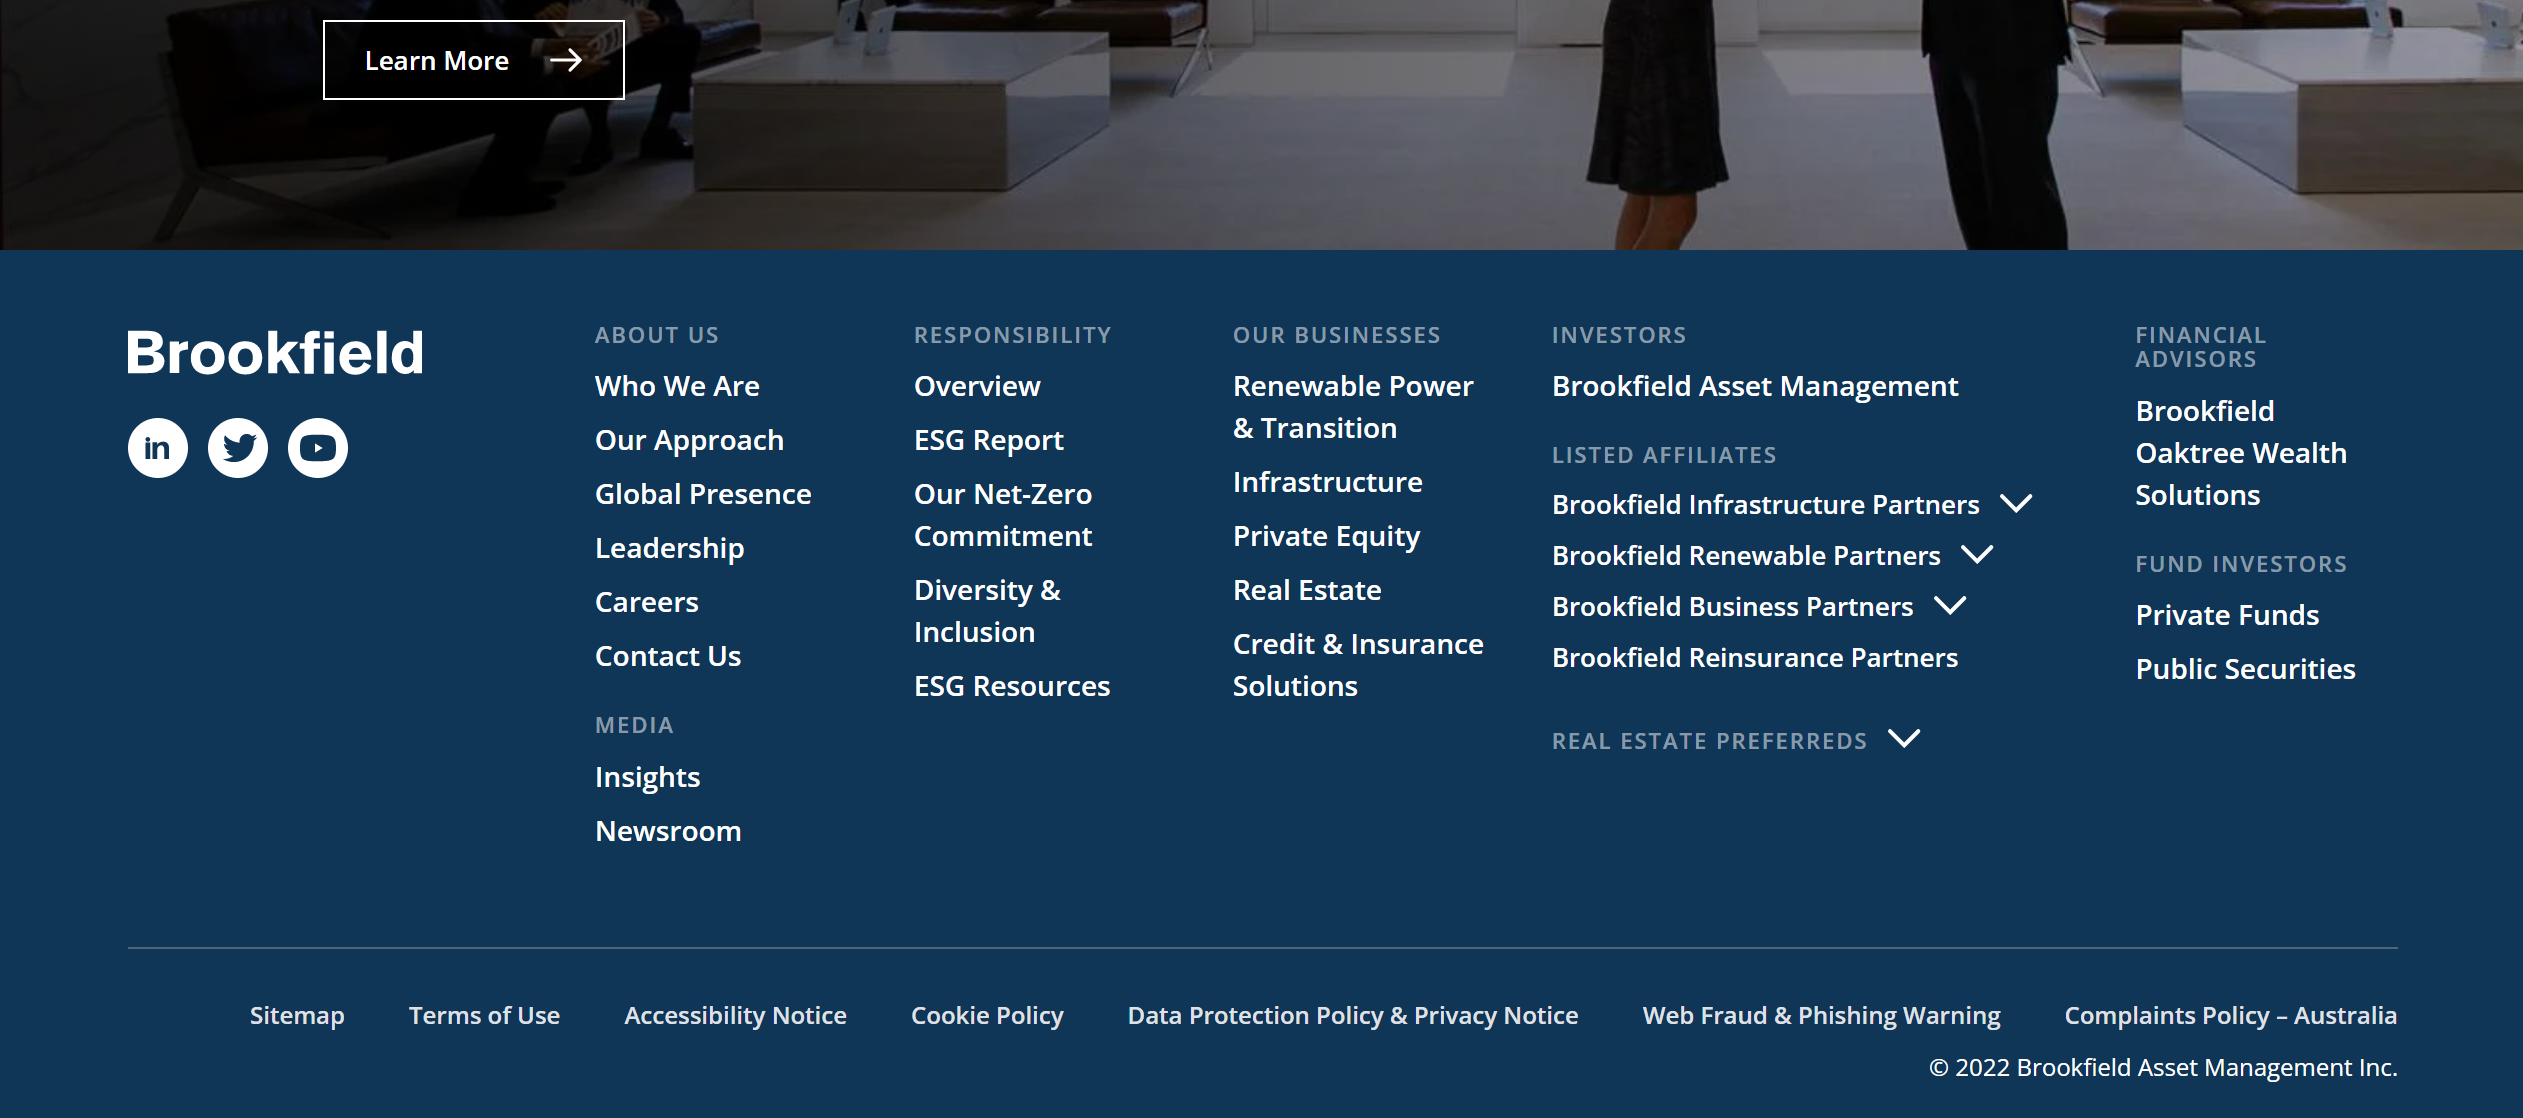 Learn More
Brookfield
in
ABOUT US
Who We Are
Our Approach
Global Presence
Leadership
Careers
Contact Us
MEDIA
Insights
Newsroom
RESPONSIBILITY
Overview
ESG Report
Our Net-Zero
Commitment
Diversity &
Inclusion
ESG Resources
OUR BUSINESSES
Renewable Power
& Transition
Infrastructure
Private Equity
Real Estate
Credit & Insurance
Solutions
INVESTORS
Brookfield Asset Management
LISTED AFFILIATES
Brookfield Infrastructure Partners
Brookfield Renewable Partners
Brookfield Business Partners
Brookfield Reinsurance Partners
REAL ESTATE PREFERREDS
FINANCIAL
ADVISORS
Brookfield
Oaktree Wealth
Solutions
FUND INVESTORS
Private Funds
Public Securities
Sitemap
Terms of Use
Accessibility Notice
Cookie Policy
Data Protection Policy & Privacy Notice
Web Fraud & Phishing Warning
Complaints Policy – Australia
© 2022 Brookfield Asset Management Inc.